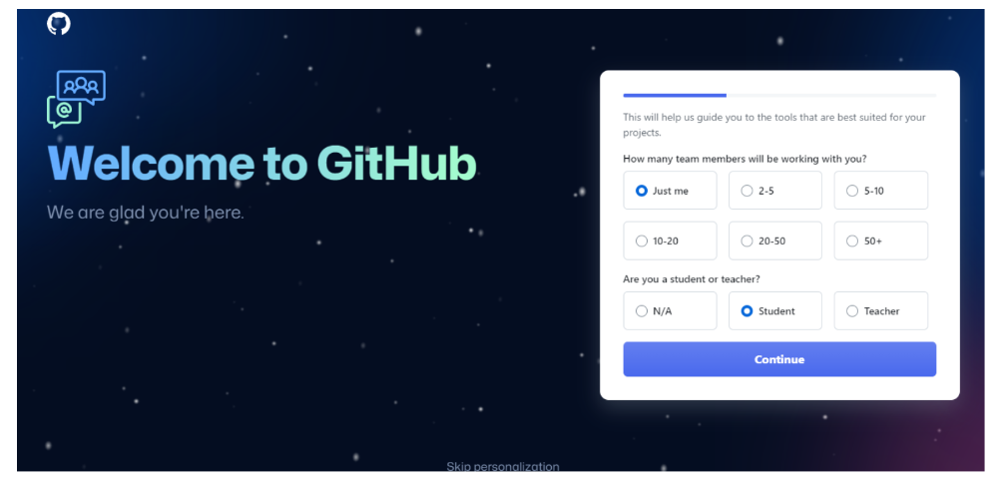 @
Welcome to GitHub
We are glad you're here.
This will help us guide you to the tools that are best suited for your
projects.
How many team members will be working with you?
Just me 2-5 5-10
10-20 20-50 50+
Are you a student or teacher?
N/A Student Teacher
Continue
Skip personalization